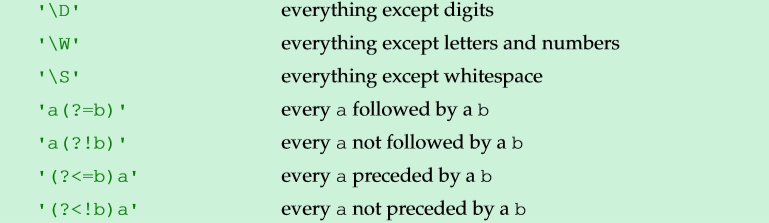 '\D' everything except digits
'\W' everything except letters and numbers
'\S' everything except whitespace
'a(?=b)' every a followed by a b
'a(?!b)' every a not followed by a b
'(?<=b)a' every a preceded by a b
'(?<!b)a' every a not preceded by a b